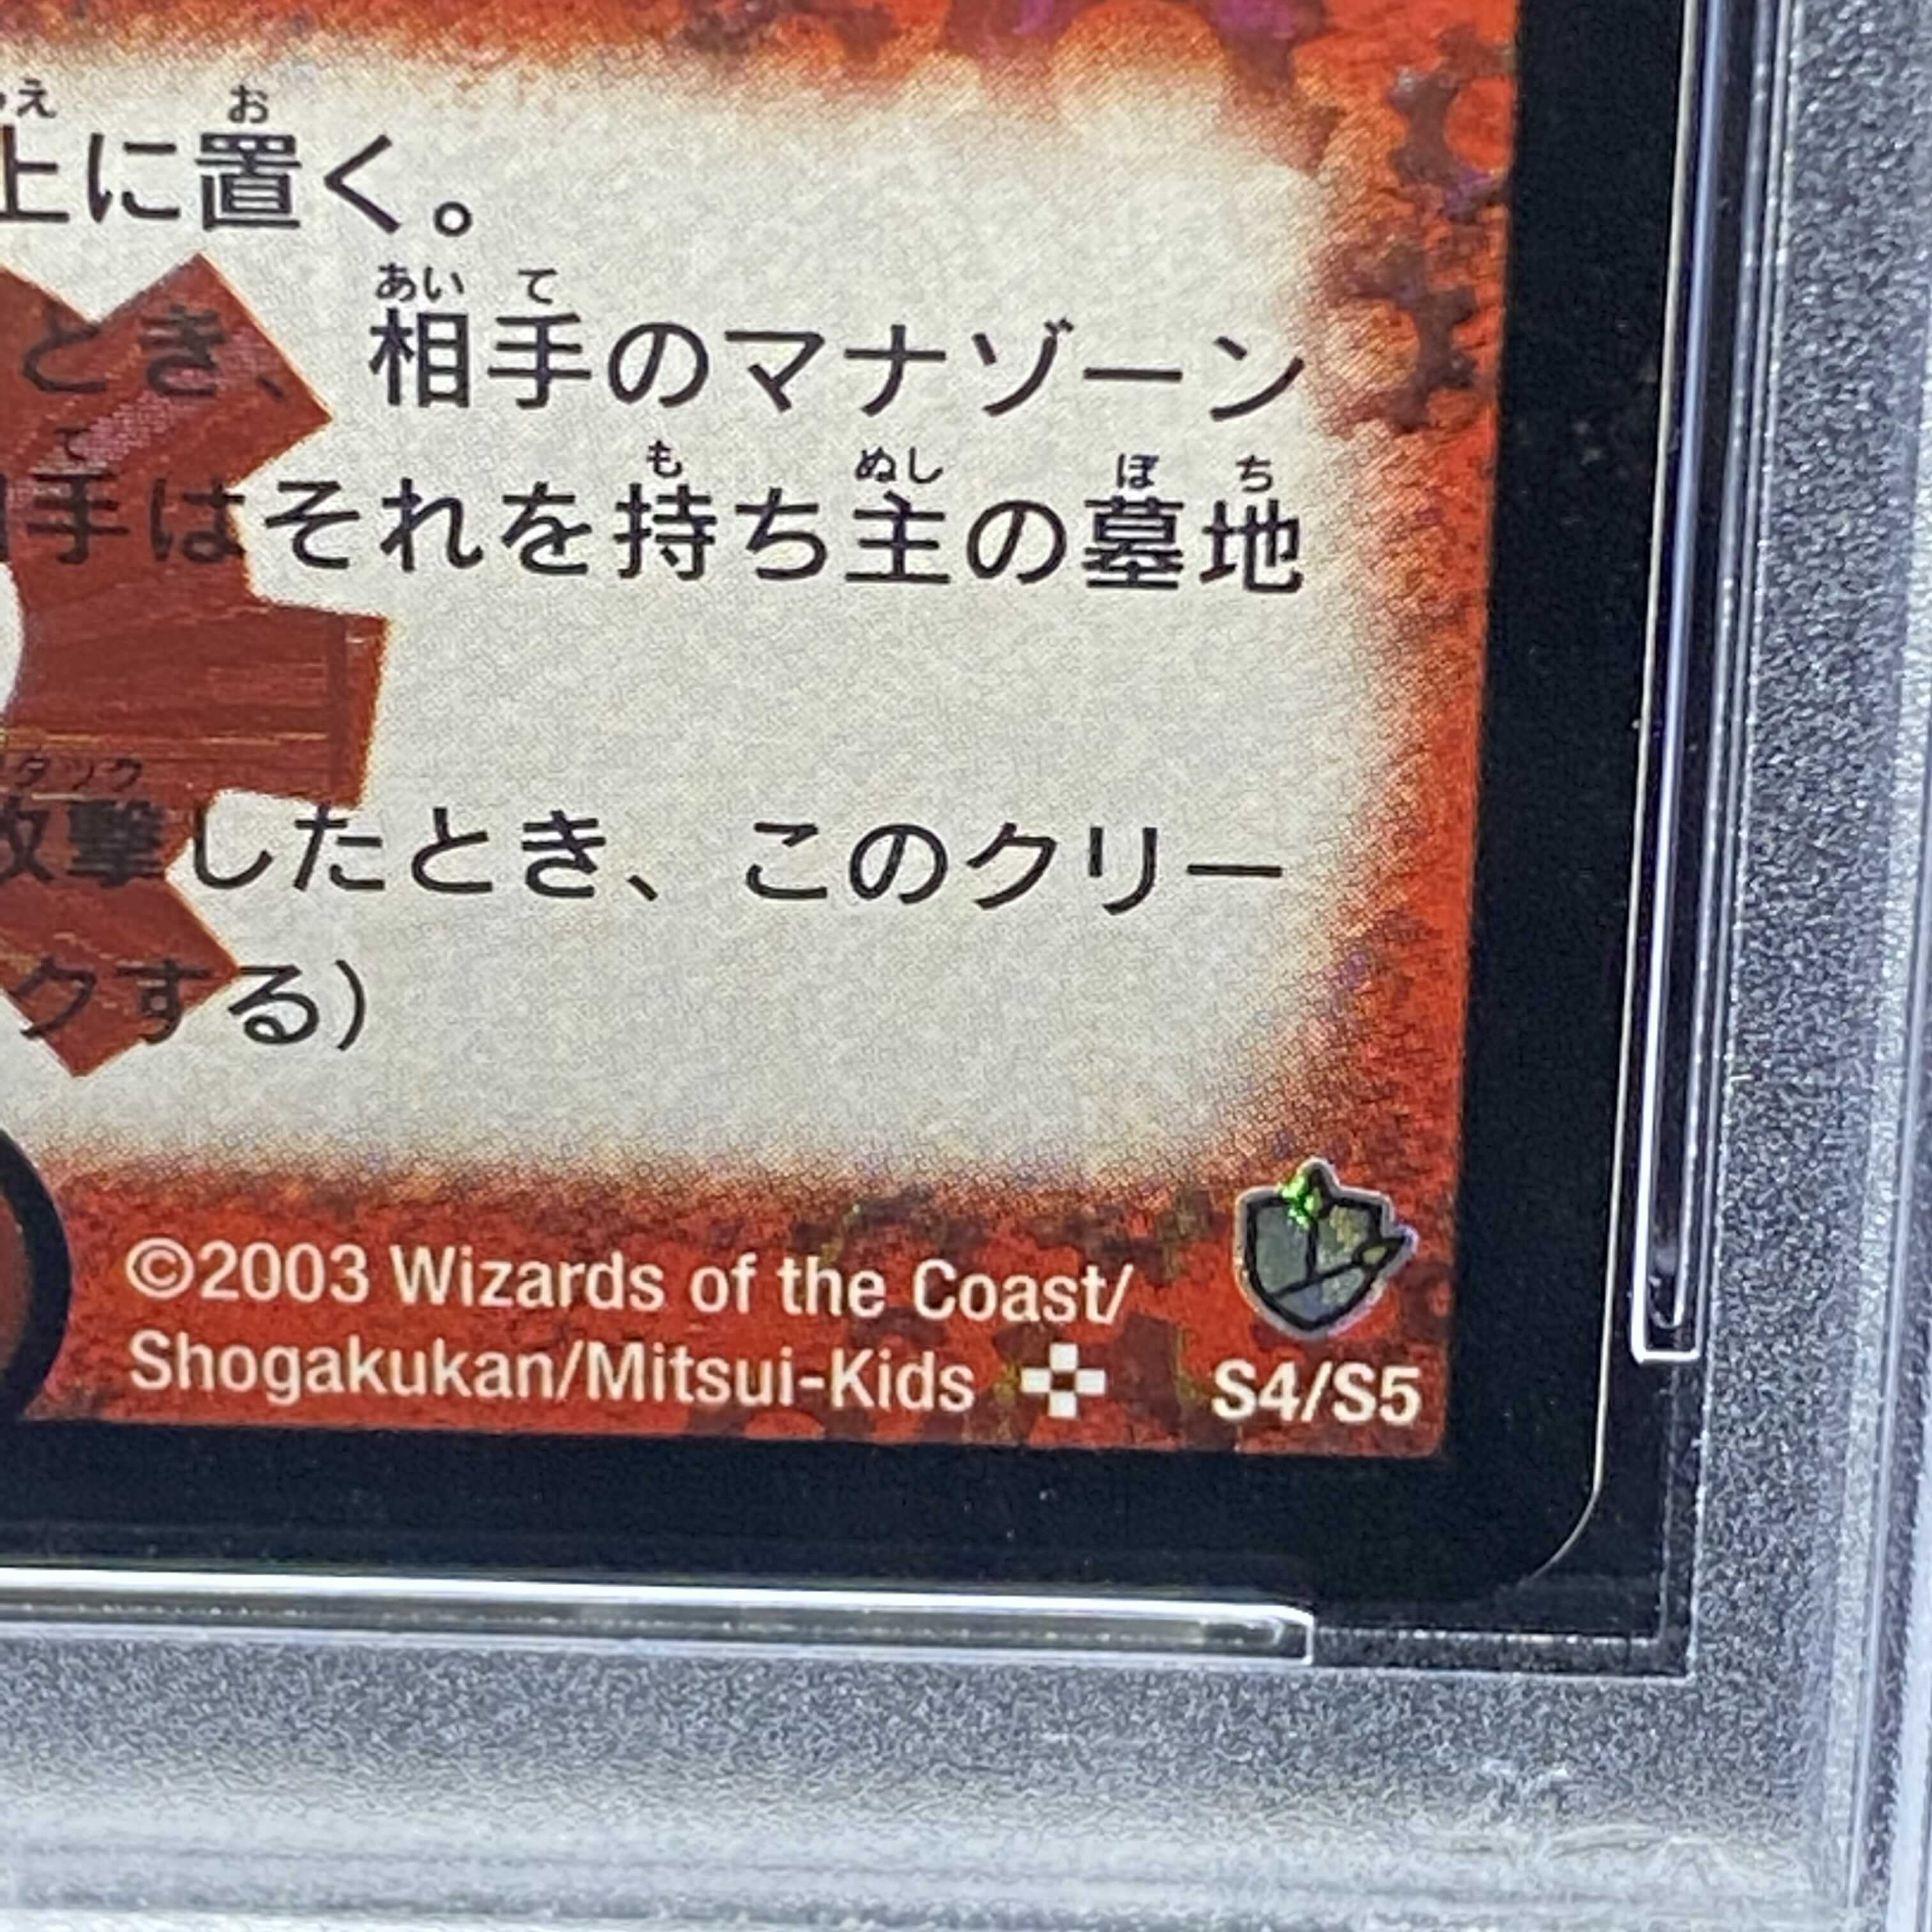 上に置く。
とき、相手のマナゾーン
手はそれを持ち主の墓地
攻撃したとき、このクリー
クする)
©2003 Wizards of the Coast/
Shogakukan/Mitsui-Kids
S4/S5